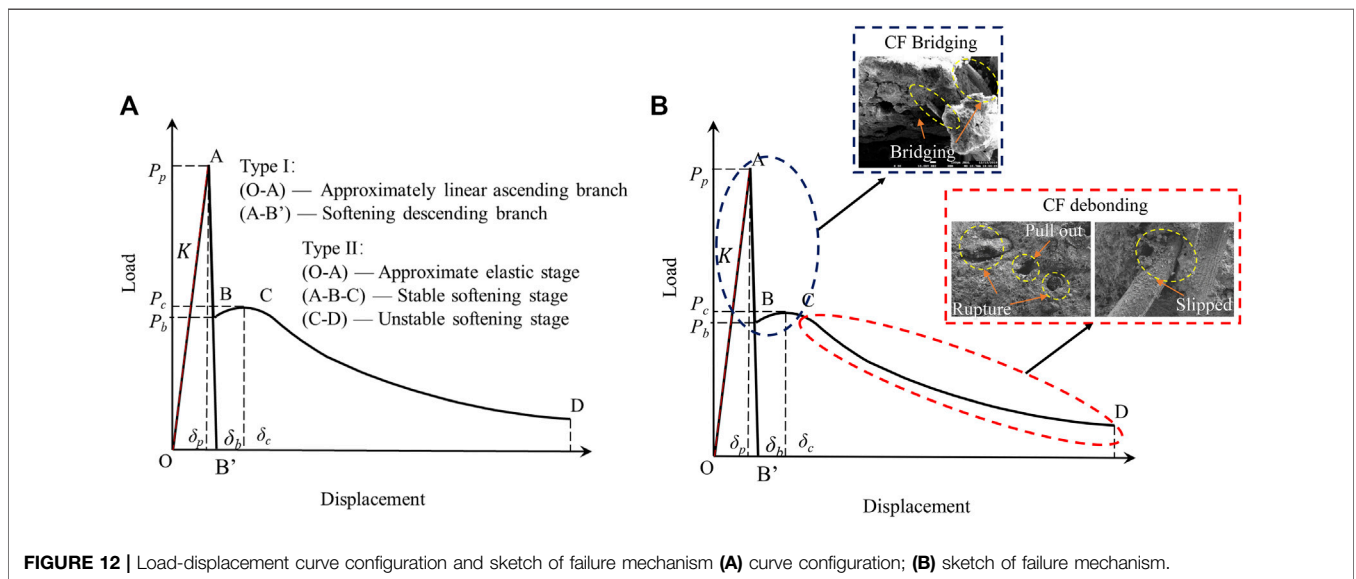 A
Load
P_p
P_c
P_b
K
A
B
C
D
O
B’
δ_p
δ_b
δ_c
Displacement
Type I:
(O-A) — Approximately linear ascending branch
(A-B’) — Softening descending branch
Type II:
(O-A) — Approximate elastic stage
(A-B-C) — Stable softening stage
(C-D) — Unstable softening stage
B
Load
P_p
P_c
P_b
K
A
B
C
D
O
B’
δ_p
δ_b
δ_c
Displacement
CF Bridging
Bridging
CF debonding
Pull out
Rupture
Slipped
FIGURE 12 | Load-displacement curve configuration and sketch of failure mechanism (A) curve configuration; (B) sketch of failure mechanism.